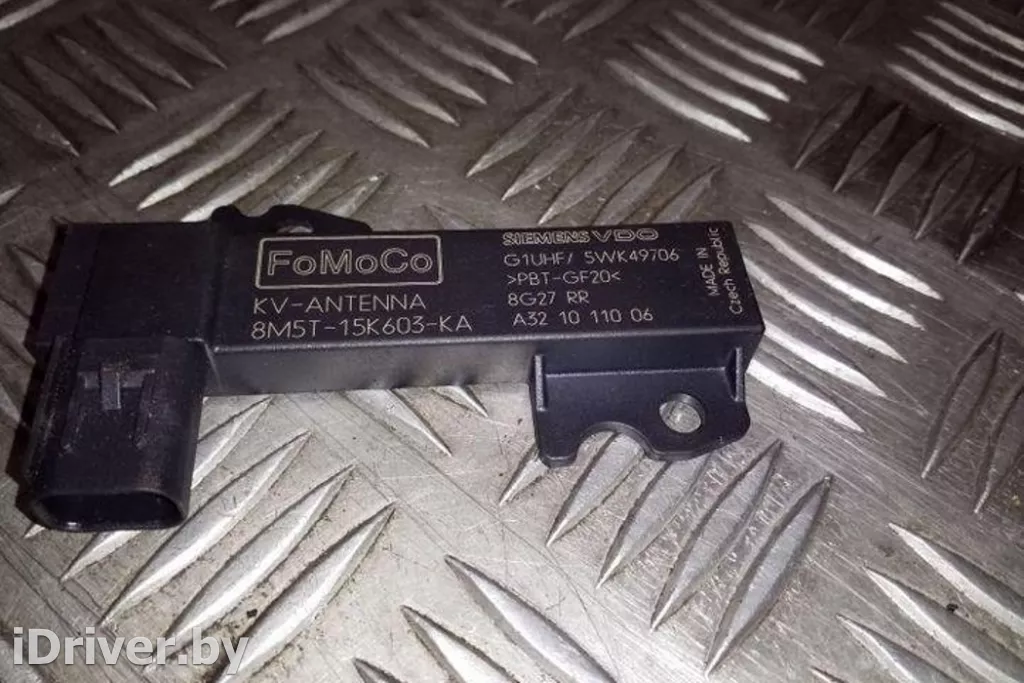 FoMoCo
KV-ANTENNA
8M5T-15K603-KA
SIEMENS VDO
G1UHF/ 5WK49706
>PBT-GF20<
8G27 RR
A32 10 110 06
MADE IN
Czech Republic
iDriver.by